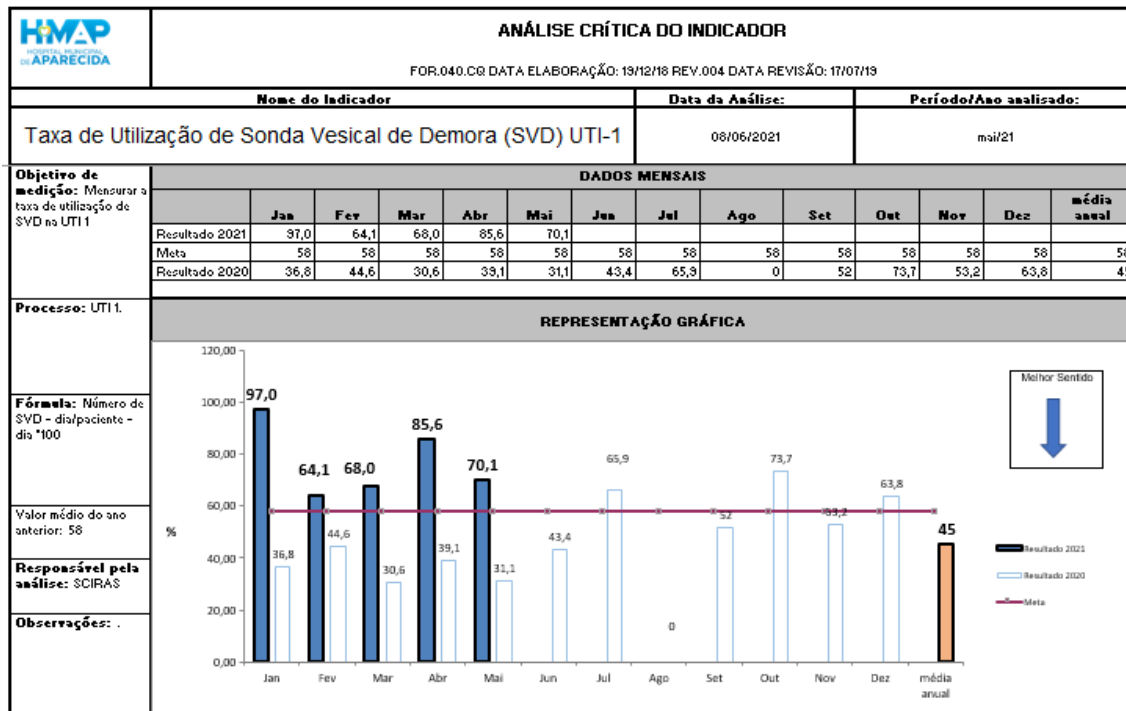 HMAP
HOSPITAL MUNICIPAL
DE APARECIDA
ANÁLISE CRÍTICA DO INDICADOR
FOR.040.CQ DATA ELABORAÇÃO: 19/12/18 REV.004 DATA REVISÃO: 17/07/19
Nome do Indicador Data da Análise: Período/Ano analisado:
Taxa de Utilização de Sonda Vesical de Demora (SVD) UTI-1 08/06/2021 mai/21
Objetivo de
medição: Mensurar a
taxa de utilização de
SVD na UTI 1
DADOS MENSAIS
Jan Fev Mar Abr Mai Jun Jul Ago Set Out Nov Dez média anual
Resultado 2021 97,0 64,1 68,0 85,6 70,1
Meta 58 58 58 58 58 58 58 58 58 58 58 58 58
Resultado 2020 36,8 44,6 30,6 39,1 31,1 43,4 65,9 0 52 73,7 53,2 63,8 45
Processo: UTI 1.
Fórmula: Número de
SVD - dia/paciente -
dia *100
Valor médio do ano
anterior: 58
Responsável pela
análise: SCIRAS
Observações: .
REPRESENTAÇÃO GRÁFICA
120,00
100,00
80,00
60,00
40,00
20,00
0,00
%
97,0
36,8
64,1
44,6
68,0
30,6
85,6
39,1
70,1
31,1
43,4
65,9
0
52
73,7
53,2
63,8
45
Jan Fev Mar Abr Mai Jun Jul Ago Set Out Nov Dez média
anual
Melhor Sentido
Resultado 2021
Resultado 2020
Meta